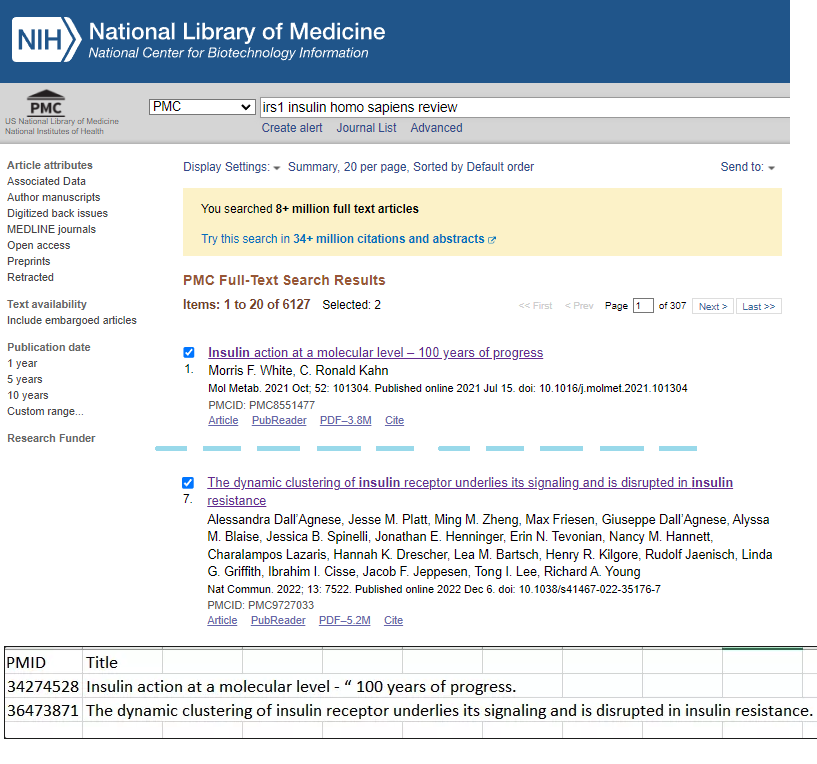 NIH National Library of Medicine
National Center for Biotechnology Information
PMC
US National Library of Medicine
National Institutes of Health
PMC irs1 insulin homo sapiens review
Create alert Journal List Advanced
Article attributes
Associated Data
Author manuscripts
Digitized back issues
MEDLINE journals
Open access
Preprints
Retracted
Text availability
Include embargoed articles
Publication date
1 year
5 years
10 years
Custom range...
Research Funder
Display Settings: Summary, 20 per page, Sorted by Default order Send to:
You searched 8+ million full text articles
Try this search in 34+ million citations and abstracts
PMC Full-Text Search Results
Items: 1 to 20 of 6127 Selected: 2 << First < Prev Page 1 of 307 Next > Last >>
Insulin action at a molecular level – 100 years of progress
1. Morris F. White, C. Ronald Kahn
Mol Metab. 2021 Oct; 52: 101304. Published online 2021 Jul 15. doi: 10.1016/j.molmet.2021.101304
PMCID: PMC8551477
Article PubReader PDF–3.8M Cite
The dynamic clustering of insulin receptor underlies its signaling and is disrupted in insulin
7. resistance
Alessandra Dall'Agnese, Jesse M. Platt, Ming M. Zheng, Max Friesen, Giuseppe Dall'Agnese, Alyssa
M. Blaise, Jessica B. Spinelli, Jonathan E. Henninger, Erin N. Tevonian, Nancy M. Hannett,
Charalampos Lazaris, Hannah K. Drescher, Lea M. Bartsch, Henry R. Kilgore, Rudolf Jaenisch, Linda
G. Griffith, Ibrahim I. Cisse, Jacob F. Jeppesen, Tong I. Lee, Richard A. Young
Nat Commun. 2022; 13: 7522. Published online 2022 Dec 6. doi: 10.1038/s41467-022-35176-7
PMCID: PMC9727033
Article PubReader PDF–5.2M Cite
PMID Title
34274528 Insulin action at a molecular level - “ 100 years of progress.
36473871 The dynamic clustering of insulin receptor underlies its signaling and is disrupted in insulin resistance.